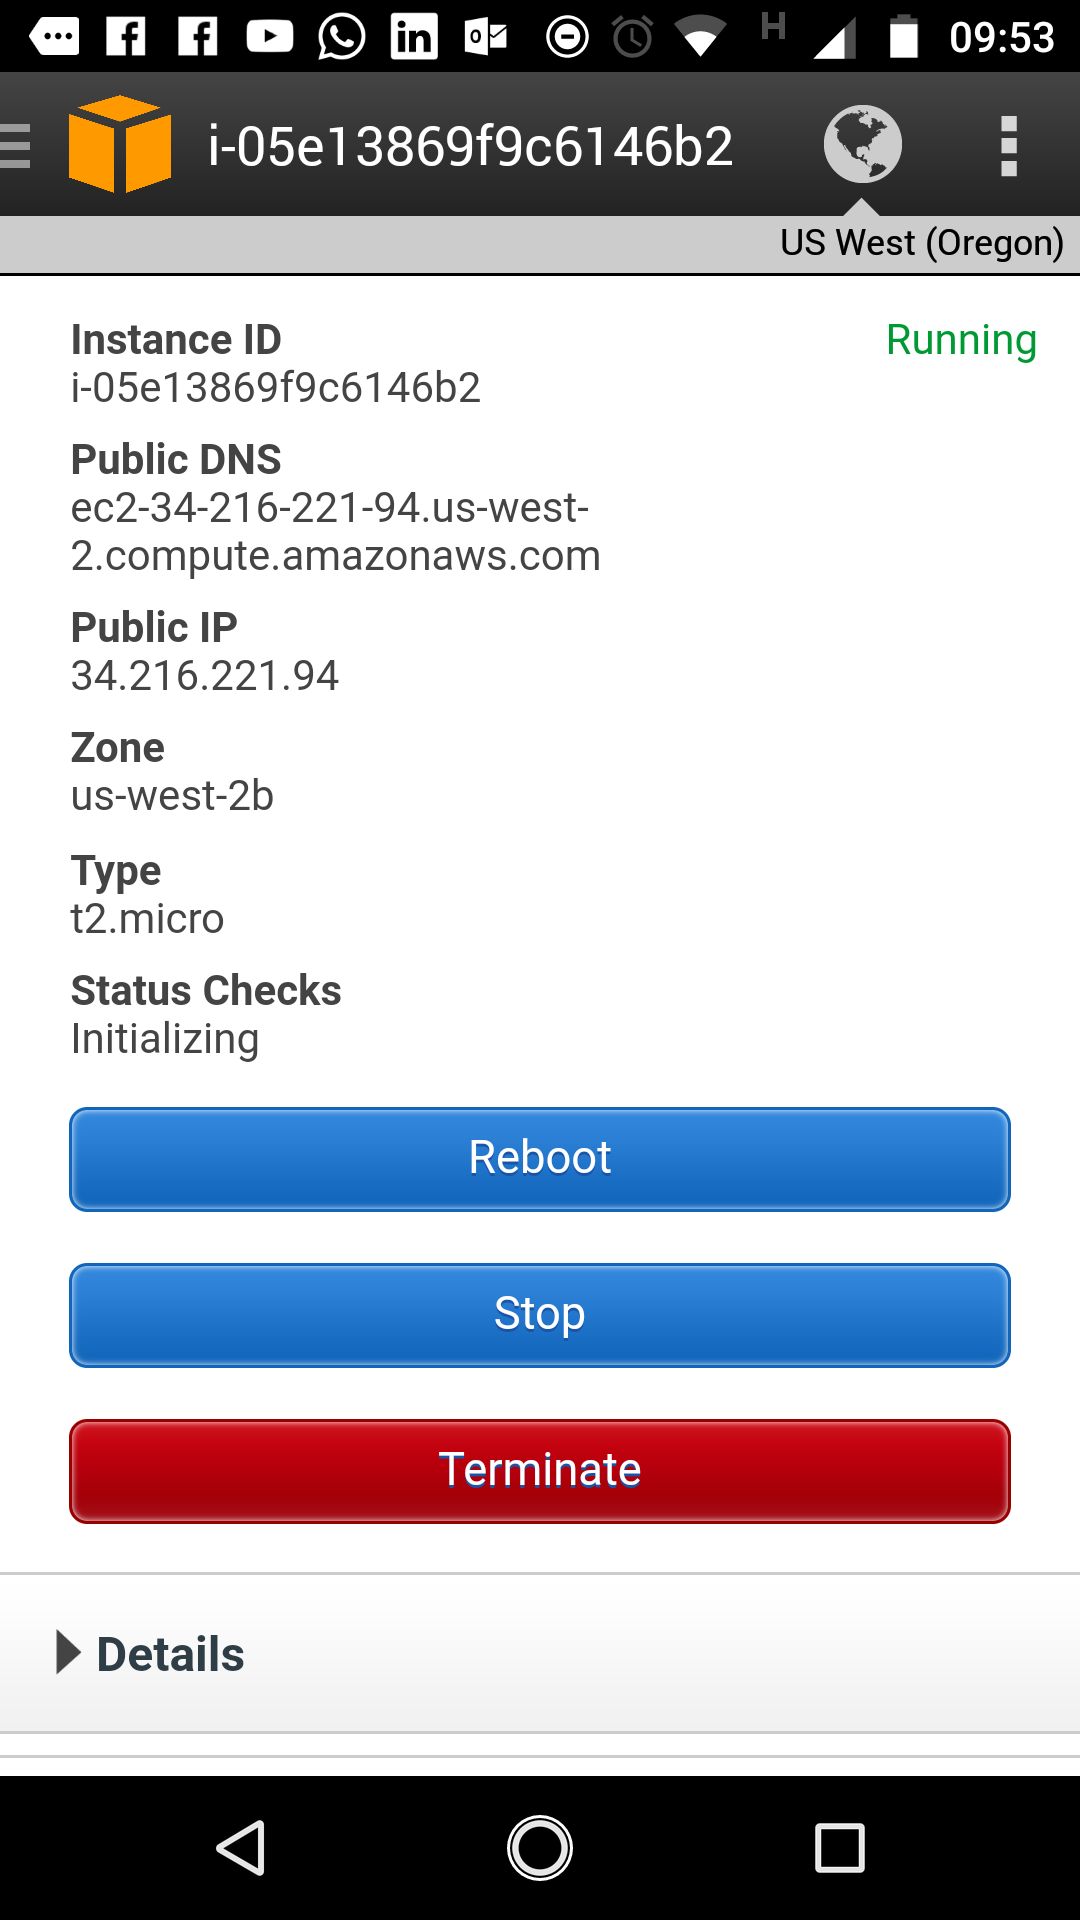 09:53
i-05e13869f9c6146b2
US West (Oregon)
Instance ID
Running
i-05e13869f9c6146b2
Public DNS
ec2-34-216-221-94.us-west-
2.compute.amazonaws.com
Public IP
34.216.221.94
Zone
us-west-2b
Type
t2.micro
Status Checks
Initializing
Reboot
Stop
Terminate
Details